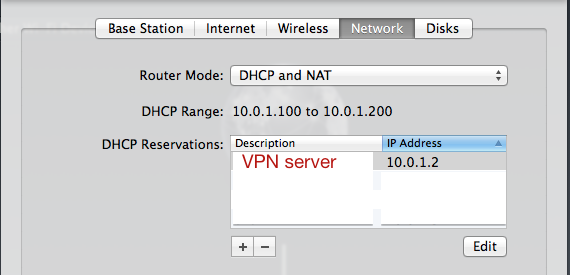 Base Station Internet Wireless Network Disks
Router Mode: DHCP and NAT
DHCP Range: 10.0.1.100 to 10.0.1.200
DHCP Reservations: Description IP Address
VPN server 10.0.1.2
+ − Edit